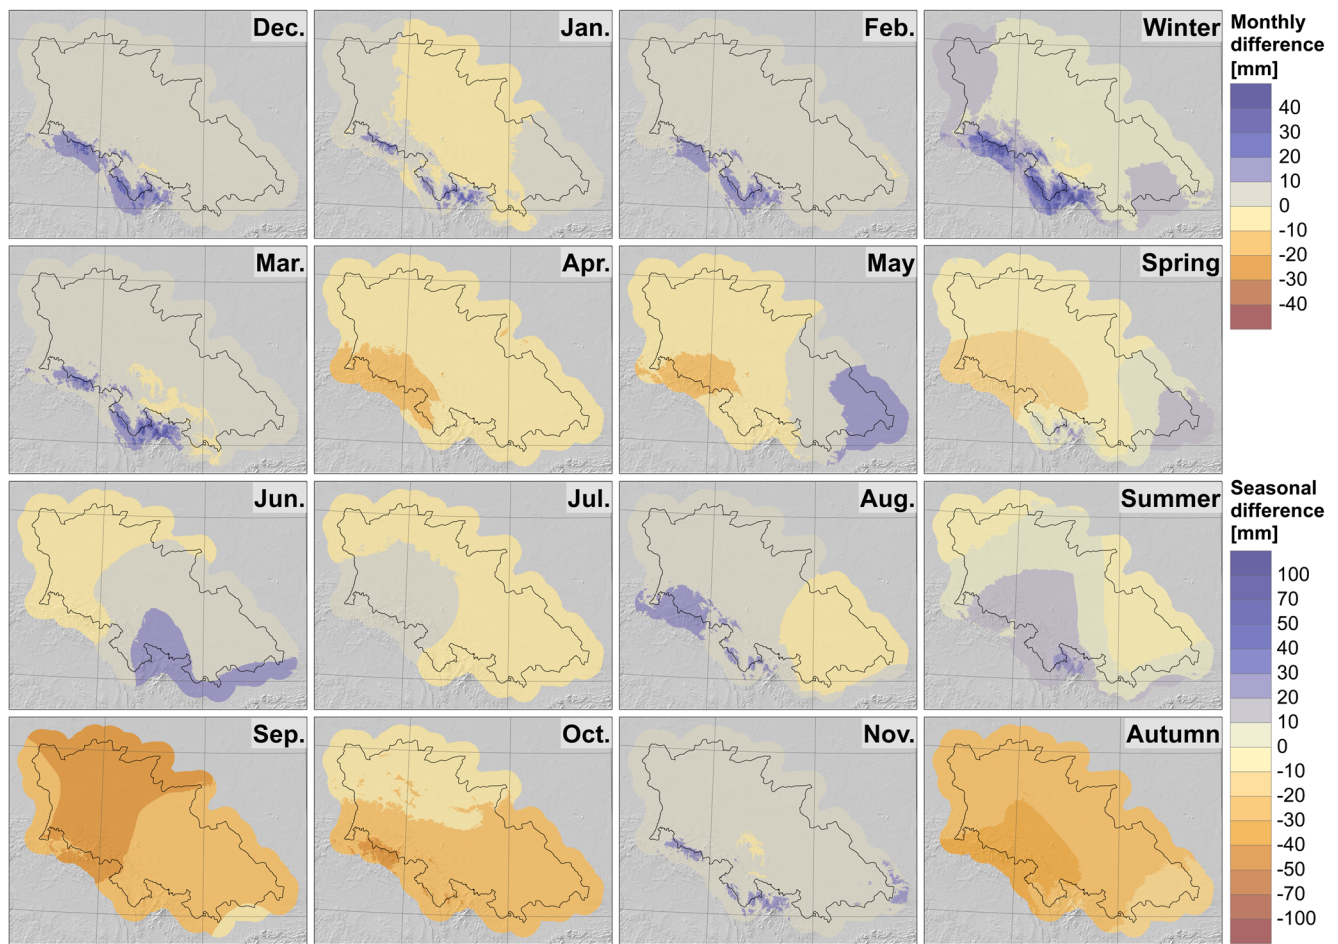 Dec.
Jan.
Feb.
Winter
Monthly
difference
[mm]
40
30
20
10
0
-10
-20
-30
-40
Mar.
Apr.
May
Spring
Jun.
Jul.
Aug.
Summer
Seasonal
difference
[mm]
100
70
50
40
30
20
10
0
-10
-20
-30
-40
-50
-70
-100
Sep.
Oct.
Nov.
Autumn